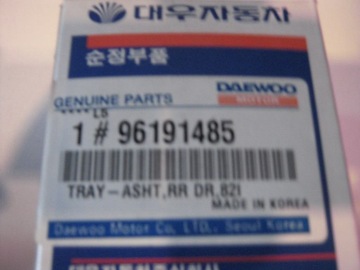 대우자동차
순정부품
DAEWOO
GENUINE PARTS MOTOR
LS
1 # 96191485
TRAY-ASHT,RR DR,82I
MADE IN KOREA
Daewoo Motor Co, LTD., Seoul Korea